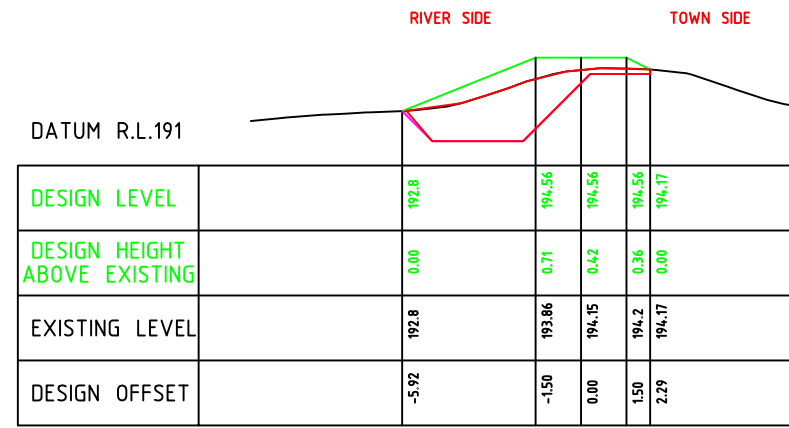 RIVER SIDE TOWN SIDE
DATUM R.L.191
DESIGN LEVEL 192.8 194.56 194.56 194.56 194.17
DESIGN HEIGHT
ABOVE EXISTING 0.00 0.71 0.42 0.36 0.00
EXISTING LEVEL 192.8 193.86 194.15 194.2 194.17
DESIGN OFFSET -5.92 -1.50 0.00 1.50 2.29